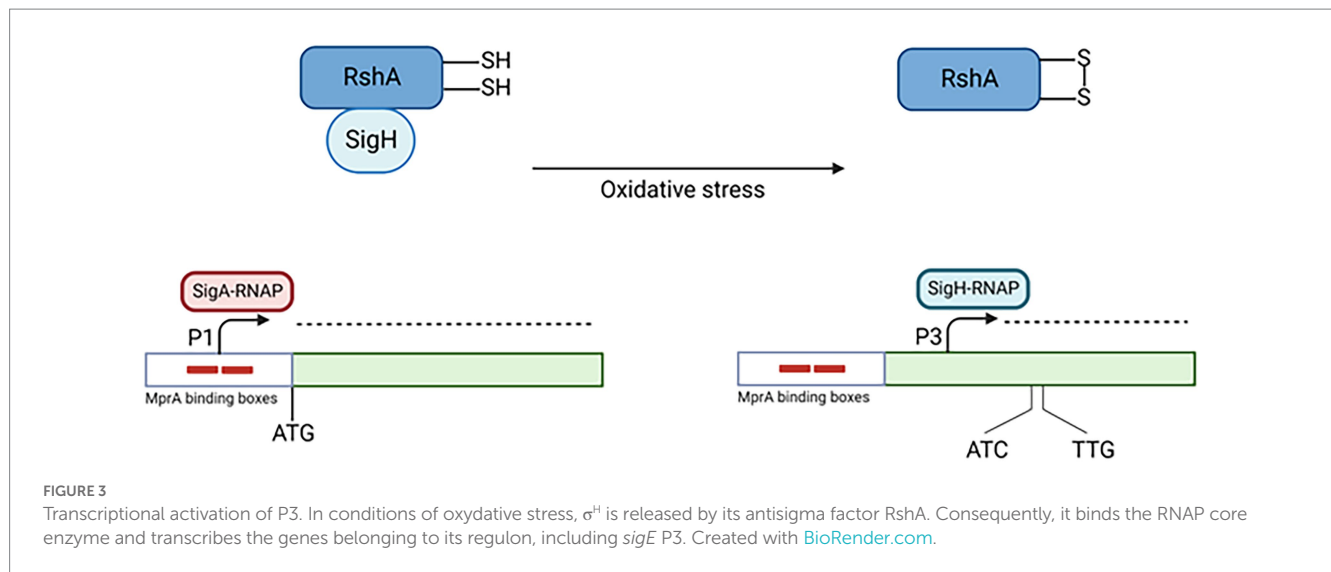 RshA
SH
SH
SigH
RshA
S
S
Oxidative stress
SigA-RNAP
P1
MprA binding boxes
ATG
SigH-RNAP
P3
MprA binding boxes
ATC
TTG
FIGURE 3
Transcriptional activation of P3. In conditions of oxydative stress, σᴴ is released by its antisigma factor RshA. Consequently, it binds the RNAP core
enzyme and transcribes the genes belonging to its regulon, including sigE P3. Created with BioRender.com.